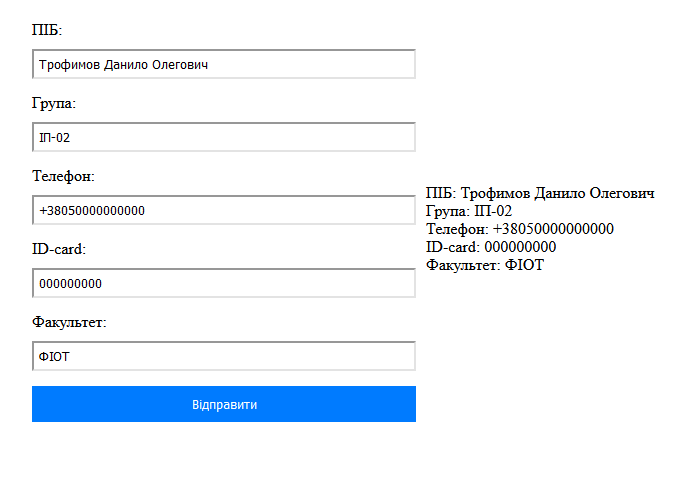 ПІБ:
Трофимов Данило Олегович
Група:
ІП-02
Телефон:
+38050000000000
ID-card:
000000000
Факультет:
ФІОТ
Відправити
ПІБ: Трофимов Данило Олегович
Група: ІП-02
Телефон: +38050000000000
ID-card: 000000000
Факультет: ФІОТ